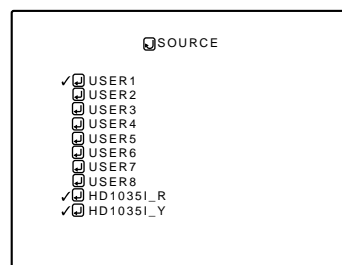 SOURCE
✓ USER1
USER2
USER3
USER4
USER5
USER6
USER7
USER8
✓ HD1035I_R
✓ HD1035I_Y